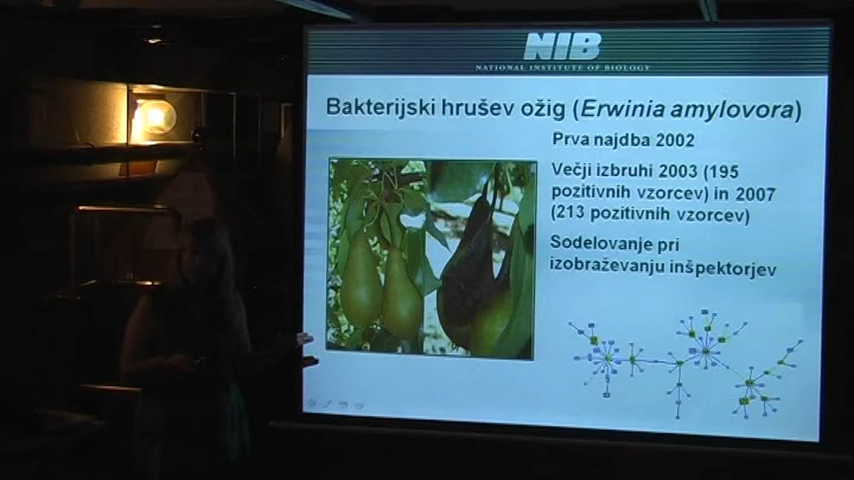 NIB
NATIONAL INSTITUTE OF BIOLOGY
Bakterijski hrušev ožig (Erwinia amylovora)
Prva najdba 2002
Večji izbruhi 2003 (195
pozitivnih vzorcev) in 2007
(213 pozitivnih vzorcev)
Sodelovanje pri
izobraževanju inšpektorjev